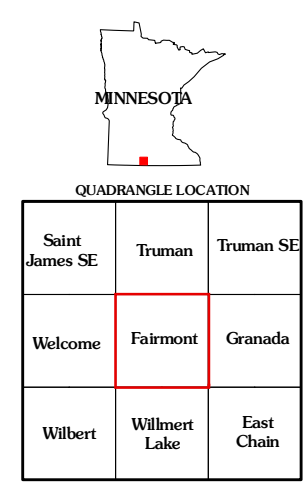 MINNESOTA
QUADRANGLE LOCATION
Saint
James SE
Truman
Truman SE
Welcome
Fairmont
Granada
Wilbert
Willmert
Lake
East
Chain